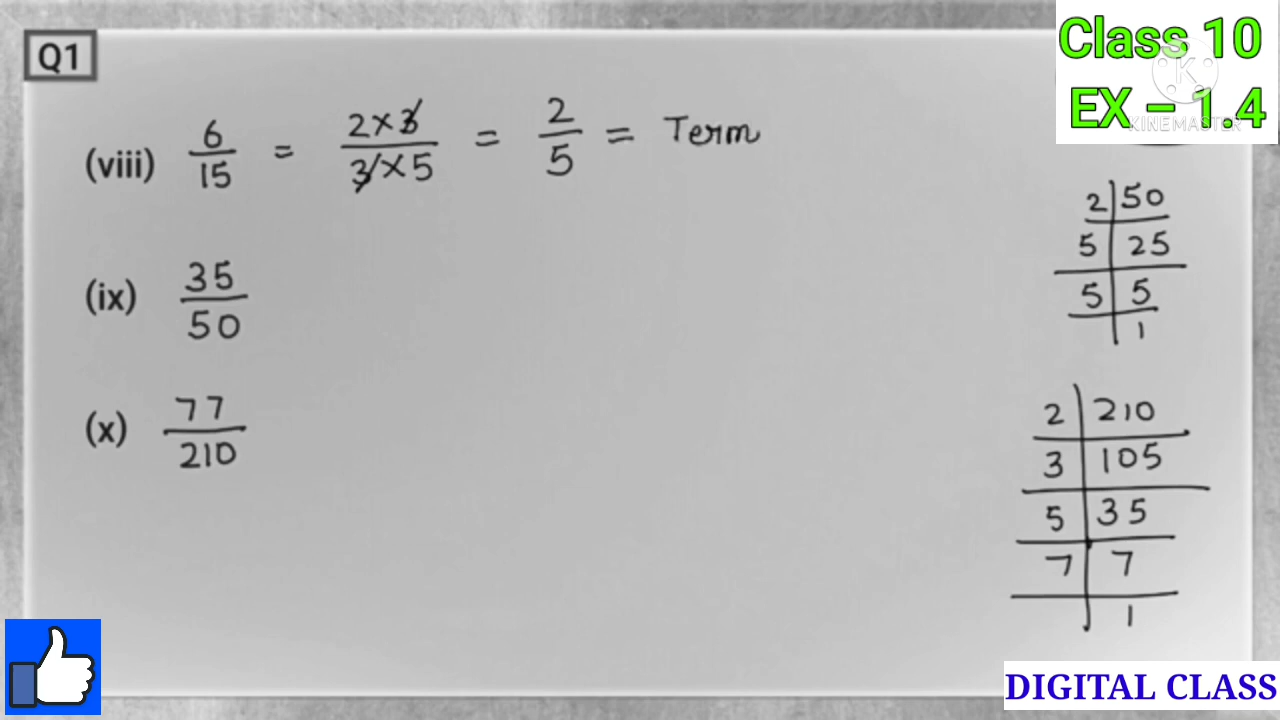 Q1
Class 10
EX – 1.4
KINEMASTER
(viii) 6/15 = 2×3/3×5 = 2/5 = Term
(ix) 35/50
(x) 77/210
2 | 50
5 | 25
5 | 5
1
2 | 210
3 | 105
5 | 35
7 | 7
1
DIGITAL CLASS